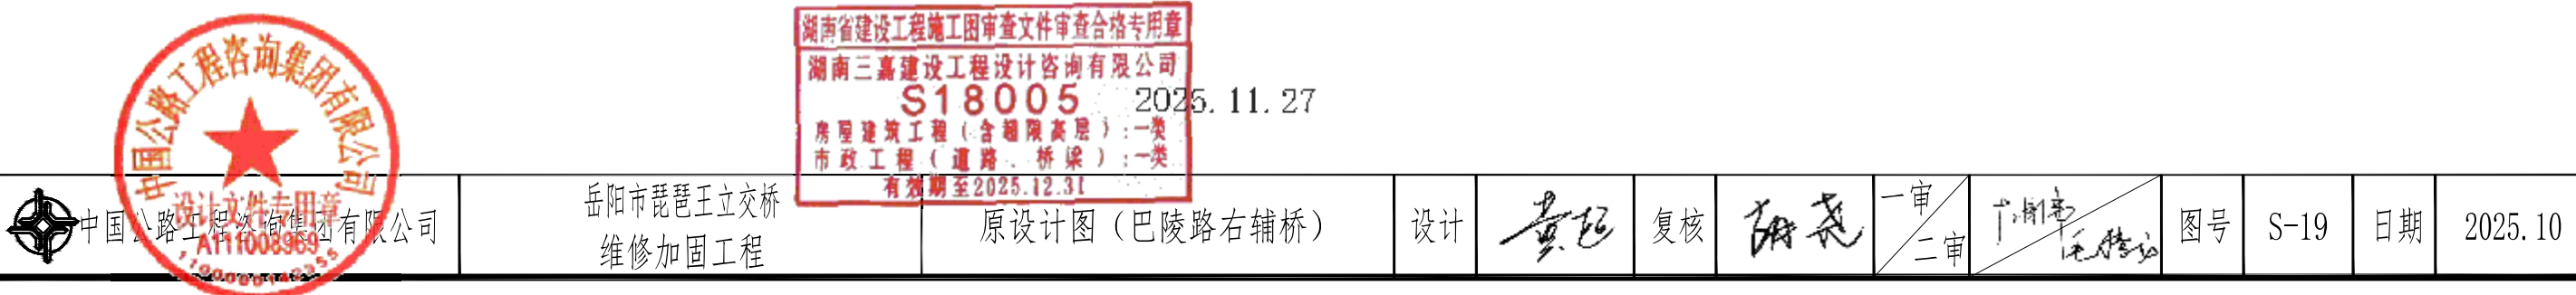 湖南省建设工程施工图审查文件审查合格专用章
湖南三嘉建设工程设计咨询有限公司
S18005
2025.11.27
房屋建筑工程(含超限高层):一类
市政工程(道路、桥梁):一类
有效期至2025.12.31
中国公路工程咨询集团有限公司
设计文件专用章
A111008969
中国公路工程咨询集团有限公司
岳阳市琵琶王立交桥
维修加固工程
原设计图（巴陵路右辅桥）
设计
复核
一审
二审
图号
S-19
日期
2025.10